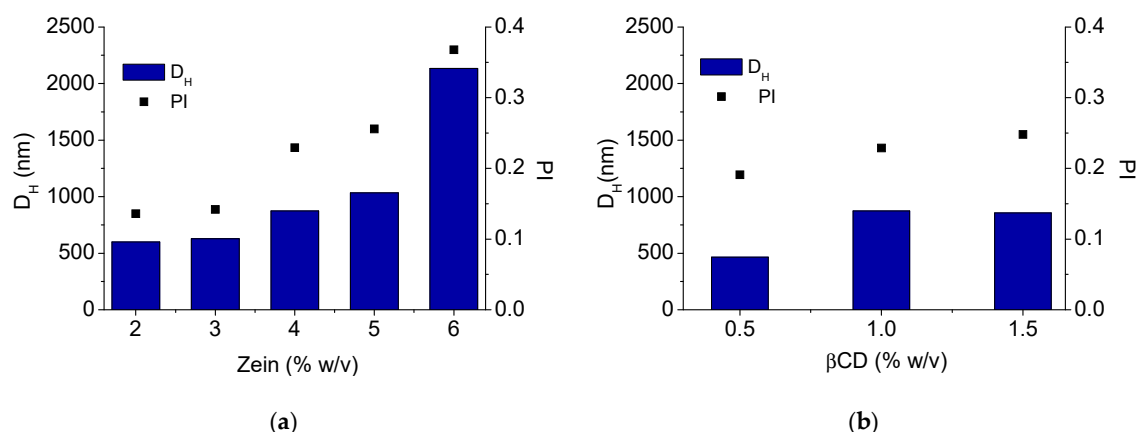 2500
2000
1500
1000
500
0
D_H (nm)
D_H
PI
0.4
0.3
0.2
0.1
0.0
PI
2 3 4 5 6
Zein (% w/v)
(a)
2500
2000
1500
1000
500
0
D_H(nm)
D_H
PI
0.4
0.3
0.2
0.1
0.0
PI
0.5 1.0 1.5
βCD (% w/v)
(b)